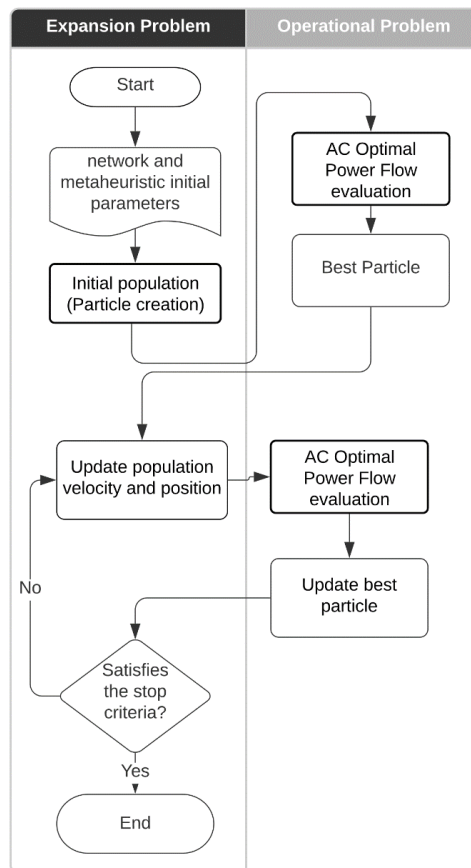 Expansion Problem
Operational Problem
Start
network and
metaheuristic initial
parameters
Initial population
(Particle creation)
AC Optimal
Power Flow
evaluation
Best Particle
Update population
velocity and position
AC Optimal
Power Flow
evaluation
Update best
particle
Satisfies
the stop
criteria?
No
Yes
End